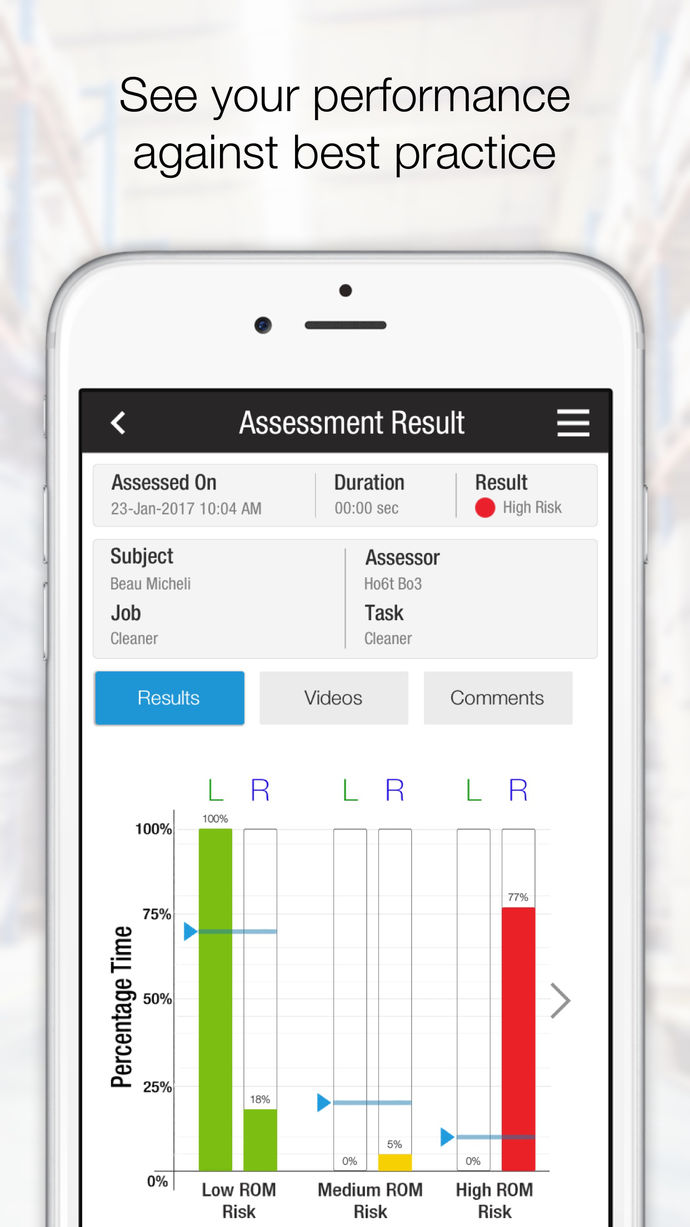 See your performance
against best practice
Assessment Result
Assessed On
Duration
Result
23-Jan-2017 10:04 AM
00:00 sec
High Risk
Subject
Assessor
Beau Micheli
Ho6t Bo3
Job
Task
Cleaner
Cleaner
Results
Videos
Comments
L R L R L R
100%
100%
77%
75%
Percentage Time
50%
25%
18%
5%
0%
0%
0%
Low ROM
Risk
Medium ROM
Risk
High ROM
Risk